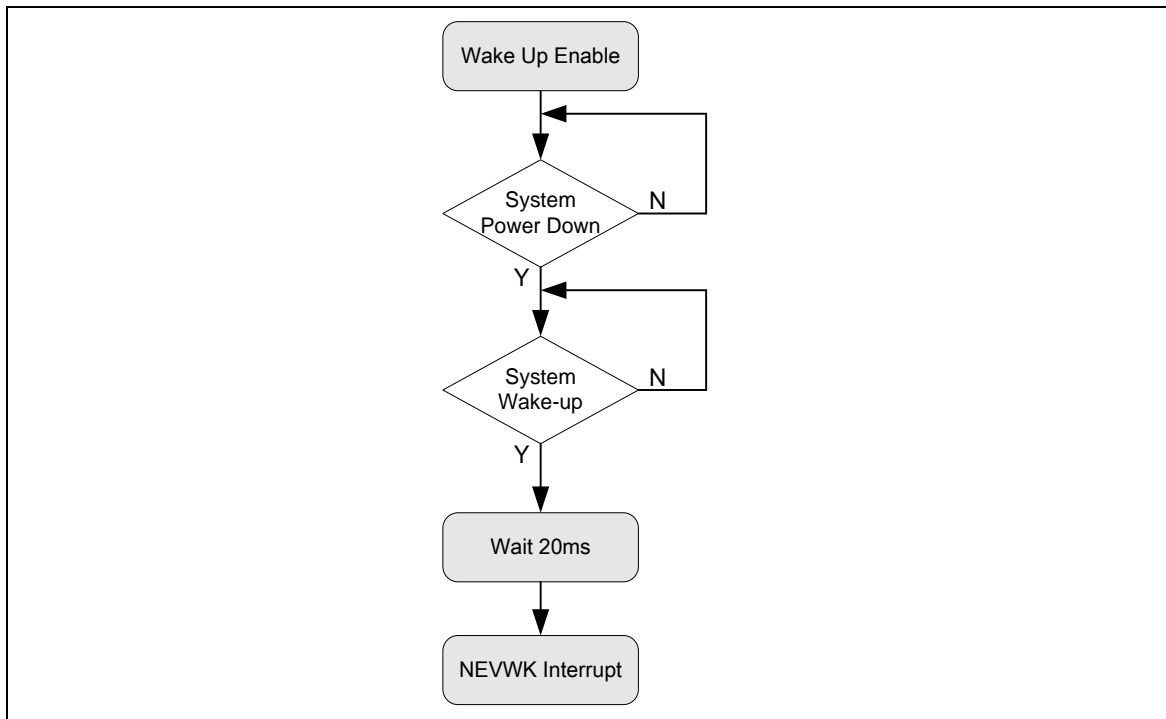 Wake Up Enable
System
Power Down
N
Y
System
Wake-up
N
Y
Wait 20ms
NEVWK Interrupt